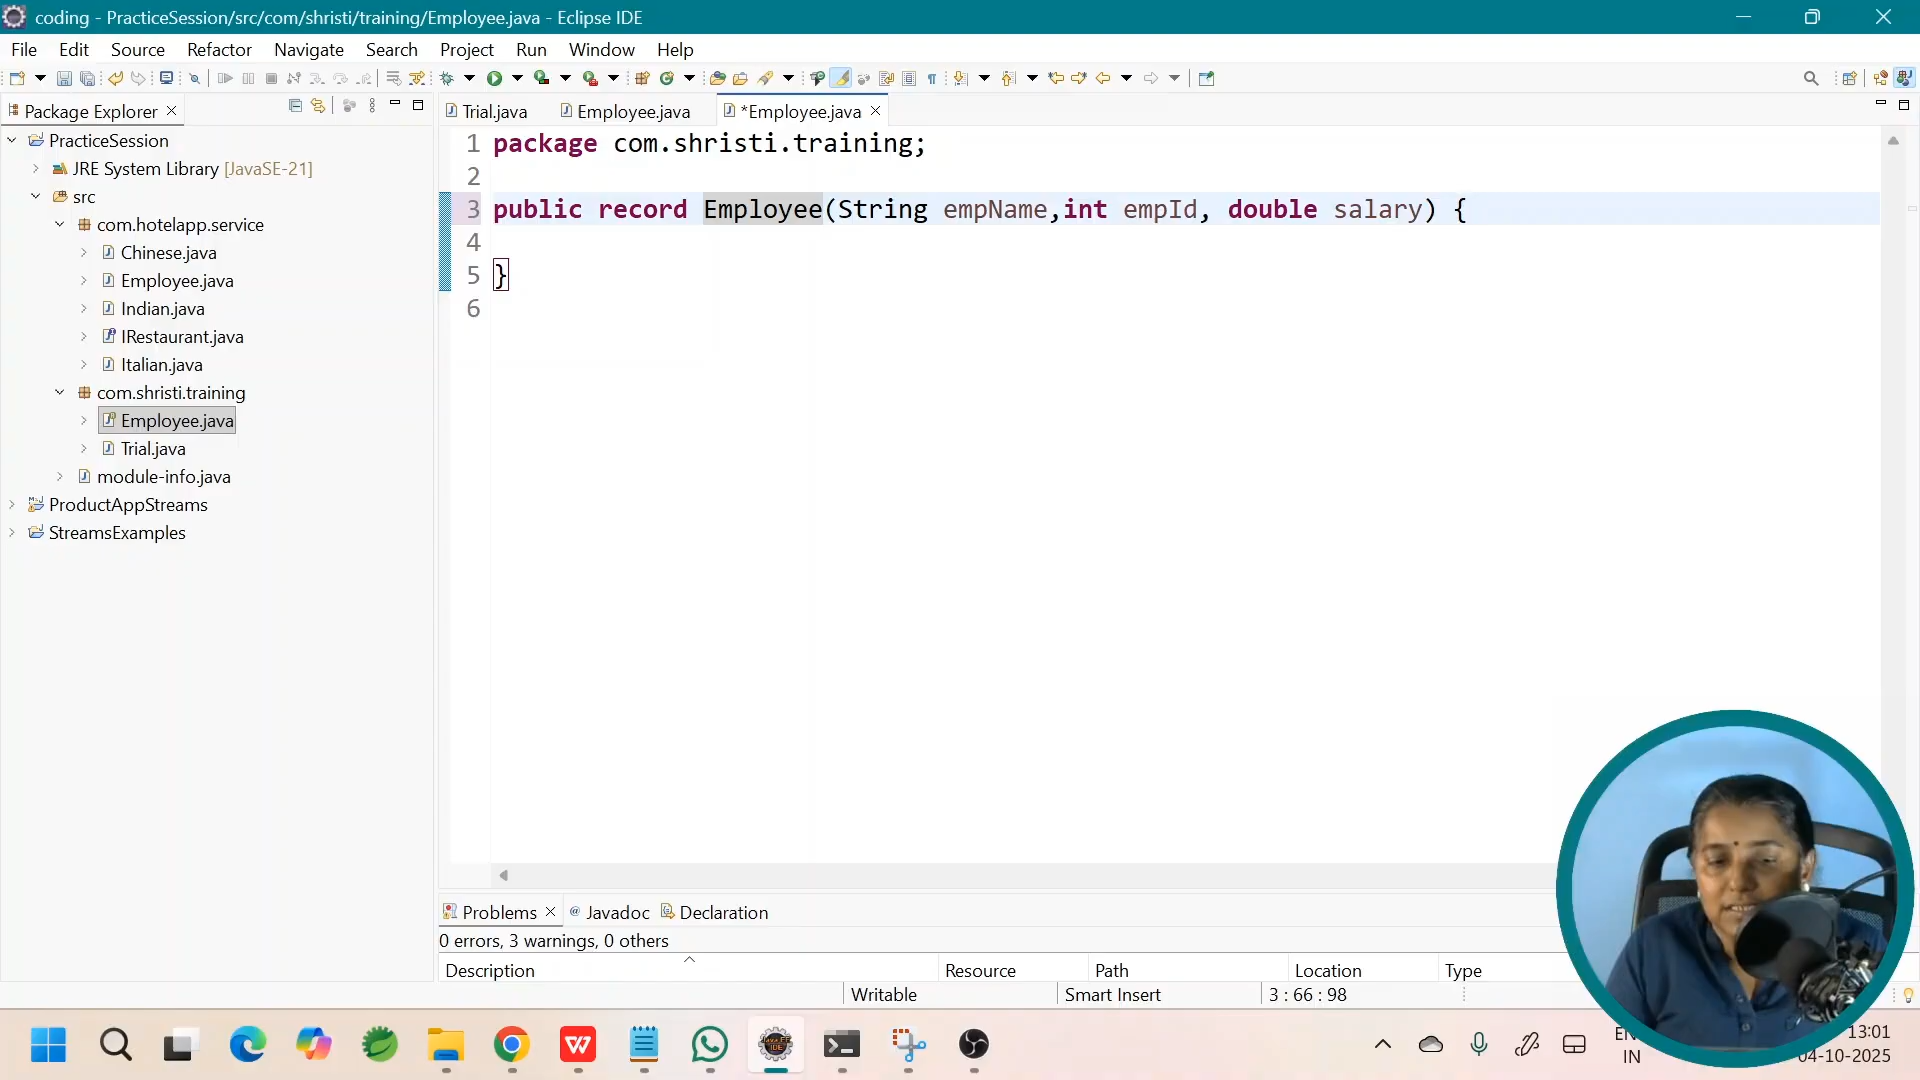 coding - PracticeSession/src/com/shristi/training/Employee.java - Eclipse IDE
File Edit Source Refactor Navigate Search Project Run Window Help
Package Explorer
Trial.java Employee.java *Employee.java
PracticeSession
JRE System Library [JavaSE-21]
src
com.hotelapp.service
Chinese.java
Employee.java
Indian.java
IRestaurant.java
Italian.java
com.shristi.training
Employee.java
Trial.java
module-info.java
ProductAppStreams
StreamsExamples
1 package com.shristi.training;
2
3 public record Employee(String empName,int empId, double salary) {
4
5 }
6
Problems @ Javadoc Declaration
0 errors, 3 warnings, 0 others
Description Resource Path Location Type
Writable Smart Insert 3 : 66 : 98
IN
13:01
04-10-2025